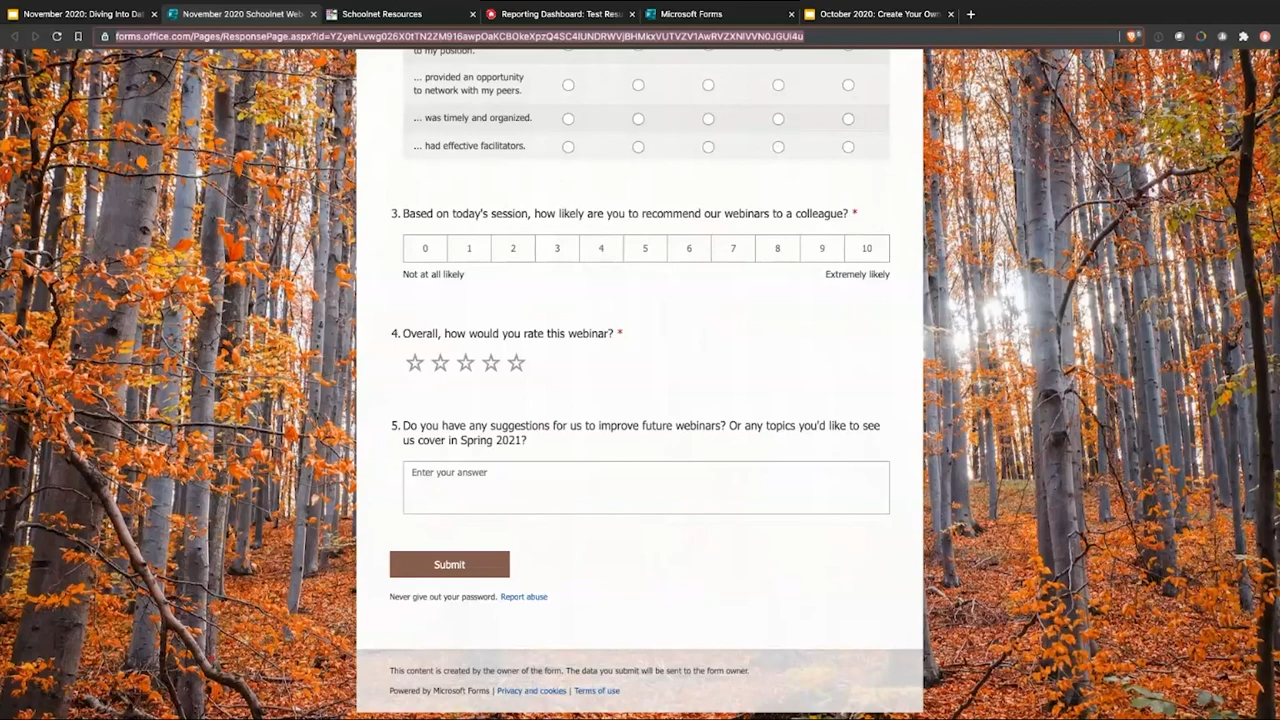 November 2020: Diving Into Dat
November 2020 Schoolnet Web
Schoolnet Resources
Reporting Dashboard: Test Resu
Microsoft Forms
October 2020: Create Your Own
to my position.
... provided an opportunity
to network with my peers.
... was timely and organized.
... had effective facilitators.
3. Based on today's session, how likely are you to recommend our webinars to a colleague? *
0 1 2 3 4 5 6 7 8 9 10
Not at all likely
Extremely likely
4. Overall, how would you rate this webinar? *
5. Do you have any suggestions for us to improve future webinars? Or any topics you'd like to see
us cover in Spring 2021?
Enter your answer
Submit
Never give out your password. Report abuse
This content is created by the owner of the form. The data you submit will be sent to the form owner.
Powered by Microsoft Forms | Privacy and cookies | Terms of use